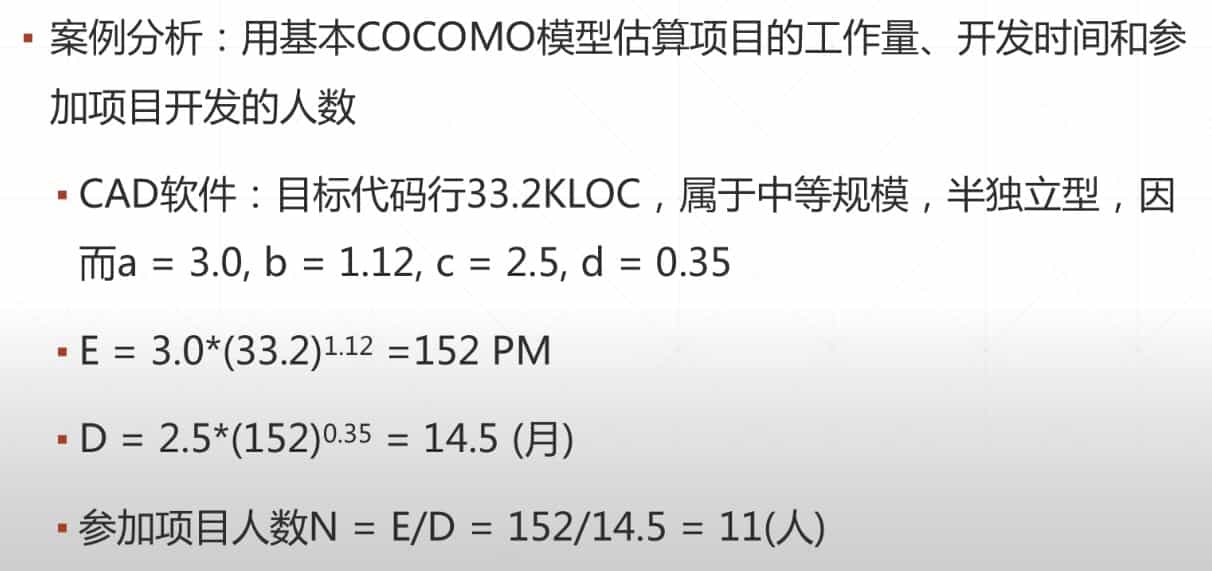 ▪ 案例分析：用基本COCOMO模型估算项目的工作量、开发时间和参
加项目开发的人数
▪ CAD软件：目标代码行33.2KLOC，属于中等规模，半独立型，因
而a = 3.0, b = 1.12, c = 2.5, d = 0.35
▪ E = 3.0*(33.2)^1.12 =152 PM
▪ D = 2.5*(152)^0.35 = 14.5 (月)
▪ 参加项目人数N = E/D = 152/14.5 = 11(人)